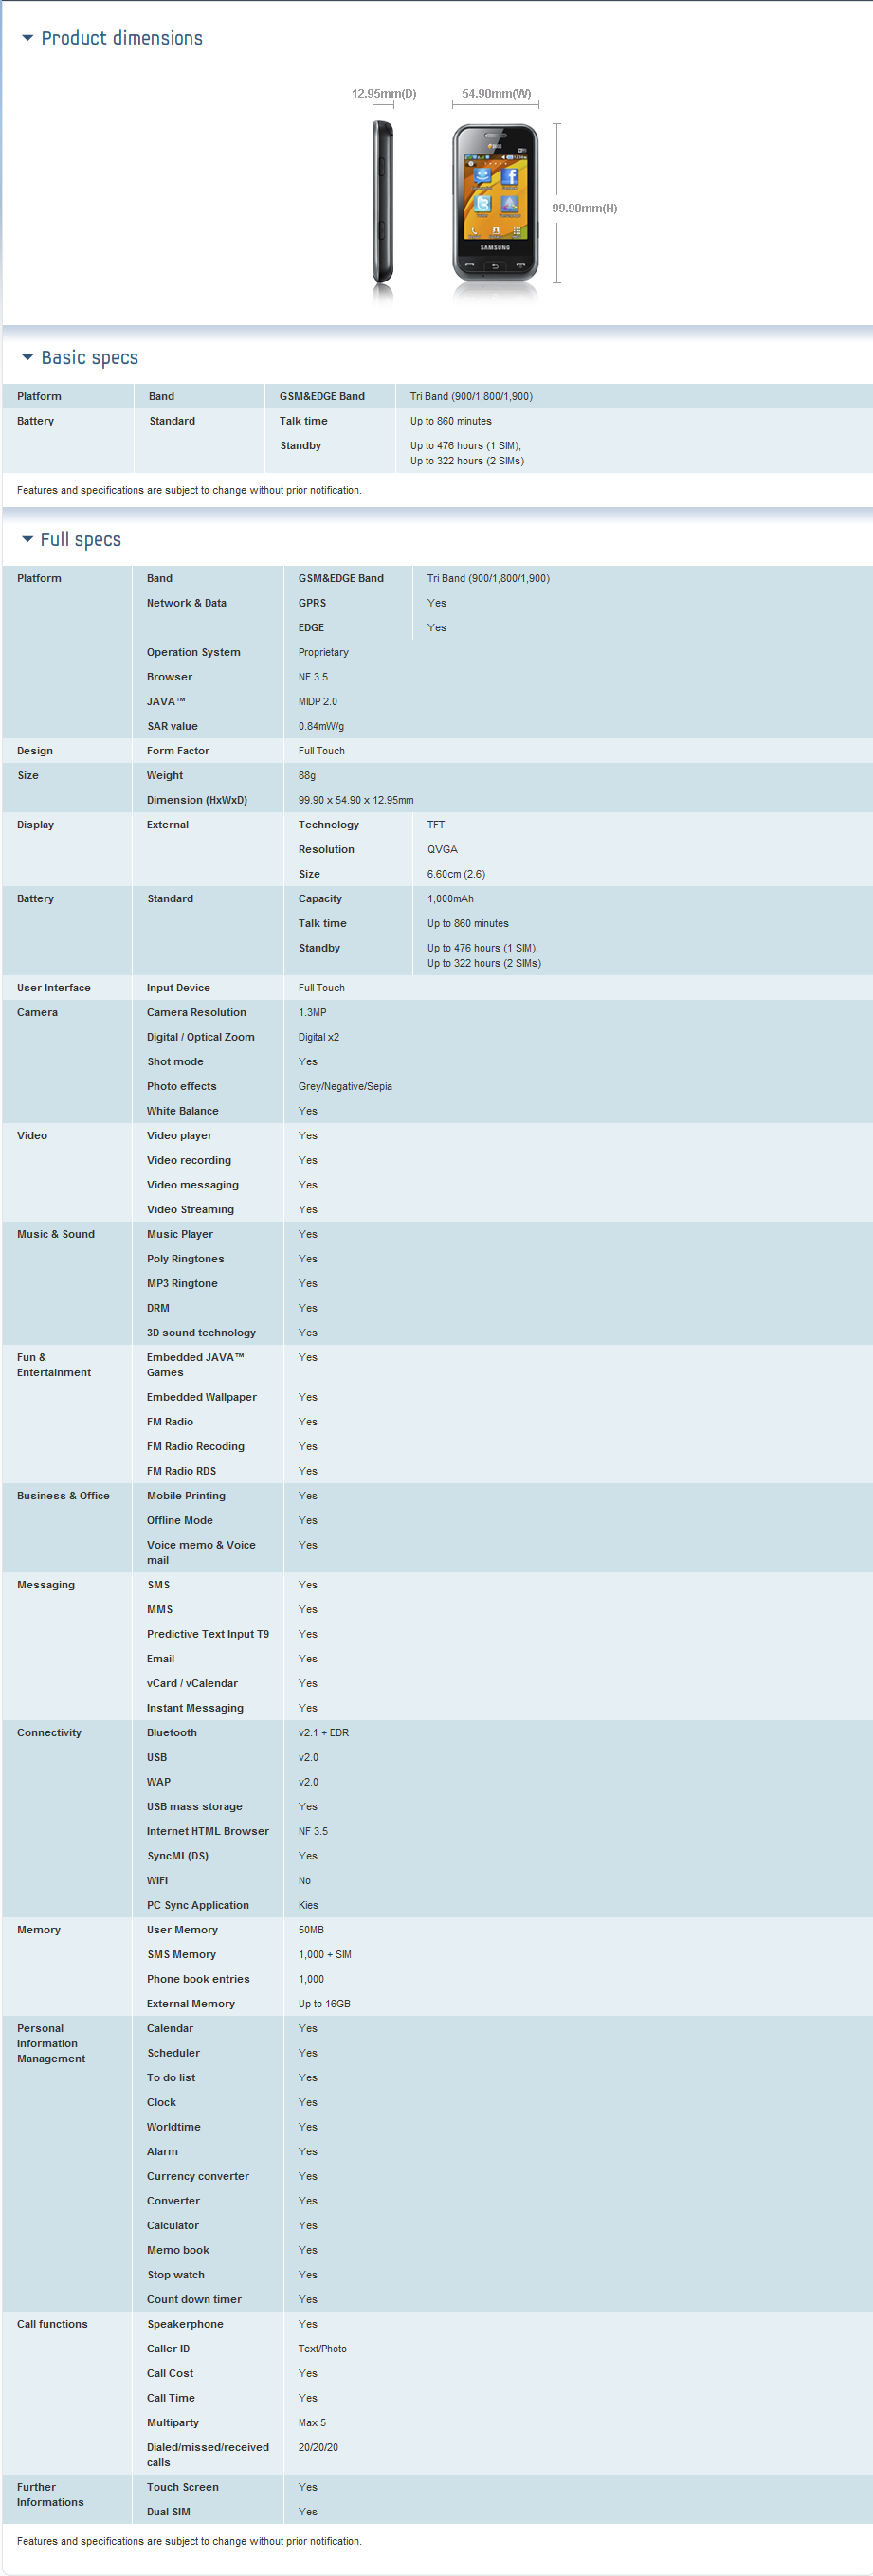 Product dimensions
12.95mm(D) 54.90mm(W)
99.90mm(H)
SAMSUNG
Basic specs
Platform Band GSM&EDGE Band Tri Band (900/1,800/1,900)
Battery Standard Talk time Up to 860 minutes
Standby Up to 476 hours (1 SIM),
Up to 322 hours (2 SIMs)
Features and specifications are subject to change without prior notification.
Full specs
Platform Band GSM&EDGE Band Tri Band (900/1,800/1,900)
Network & Data GPRS Yes
EDGE Yes
Operation System Proprietary
Browser NF 3.5
JAVA™ MIDP 2.0
SAR value 0.84mW/g
Design Form Factor Full Touch
Size Weight 88g
Dimension (HxWxD) 99.90 x 54.90 x 12.95mm
Display External Technology TFT
Resolution QVGA
Size 6.60cm (2.6)
Battery Standard Capacity 1,000mAh
Talk time Up to 860 minutes
Standby Up to 476 hours (1 SIM),
Up to 322 hours (2 SIMs)
User Interface Input Device Full Touch
Camera Camera Resolution 1.3MP
Digital / Optical Zoom Digital x2
Shot mode Yes
Photo effects Grey/Negative/Sepia
White Balance Yes
Video Video player Yes
Video recording Yes
Video messaging Yes
Video Streaming Yes
Music & Sound Music Player Yes
Poly Ringtones Yes
MP3 Ringtone Yes
DRM Yes
3D sound technology Yes
Fun & Embedded JAVA™ Yes
Entertainment Games
Embedded Wallpaper Yes
FM Radio Yes
FM Radio Recoding Yes
FM Radio RDS Yes
Business & Office Mobile Printing Yes
Offline Mode Yes
Voice memo & Voice Yes
mail
Messaging SMS Yes
MMS Yes
Predictive Text Input T9 Yes
Email Yes
vCard / vCalendar Yes
Instant Messaging Yes
Connectivity Bluetooth v2.1 + EDR
USB v2.0
WAP v2.0
USB mass storage Yes
Internet HTML Browser NF 3.5
SyncML(DS) Yes
WIFI No
PC Sync Application Kies
Memory User Memory 50MB
SMS Memory 1,000 + SIM
Phone book entries 1,000
External Memory Up to 16GB
Personal Calendar Yes
Information Scheduler Yes
Management
To do list Yes
Clock Yes
Worldtime Yes
Alarm Yes
Currency converter Yes
Converter Yes
Calculator Yes
Memo book Yes
Stop watch Yes
Count down timer Yes
Call functions Speakerphone Yes
Caller ID Text/Photo
Call Cost Yes
Call Time Yes
Multiparty Max 5
Dialed/missed/received 20/20/20
calls
Further Touch Screen Yes
Informations
Dual SIM Yes
Features and specifications are subject to change without prior notification.